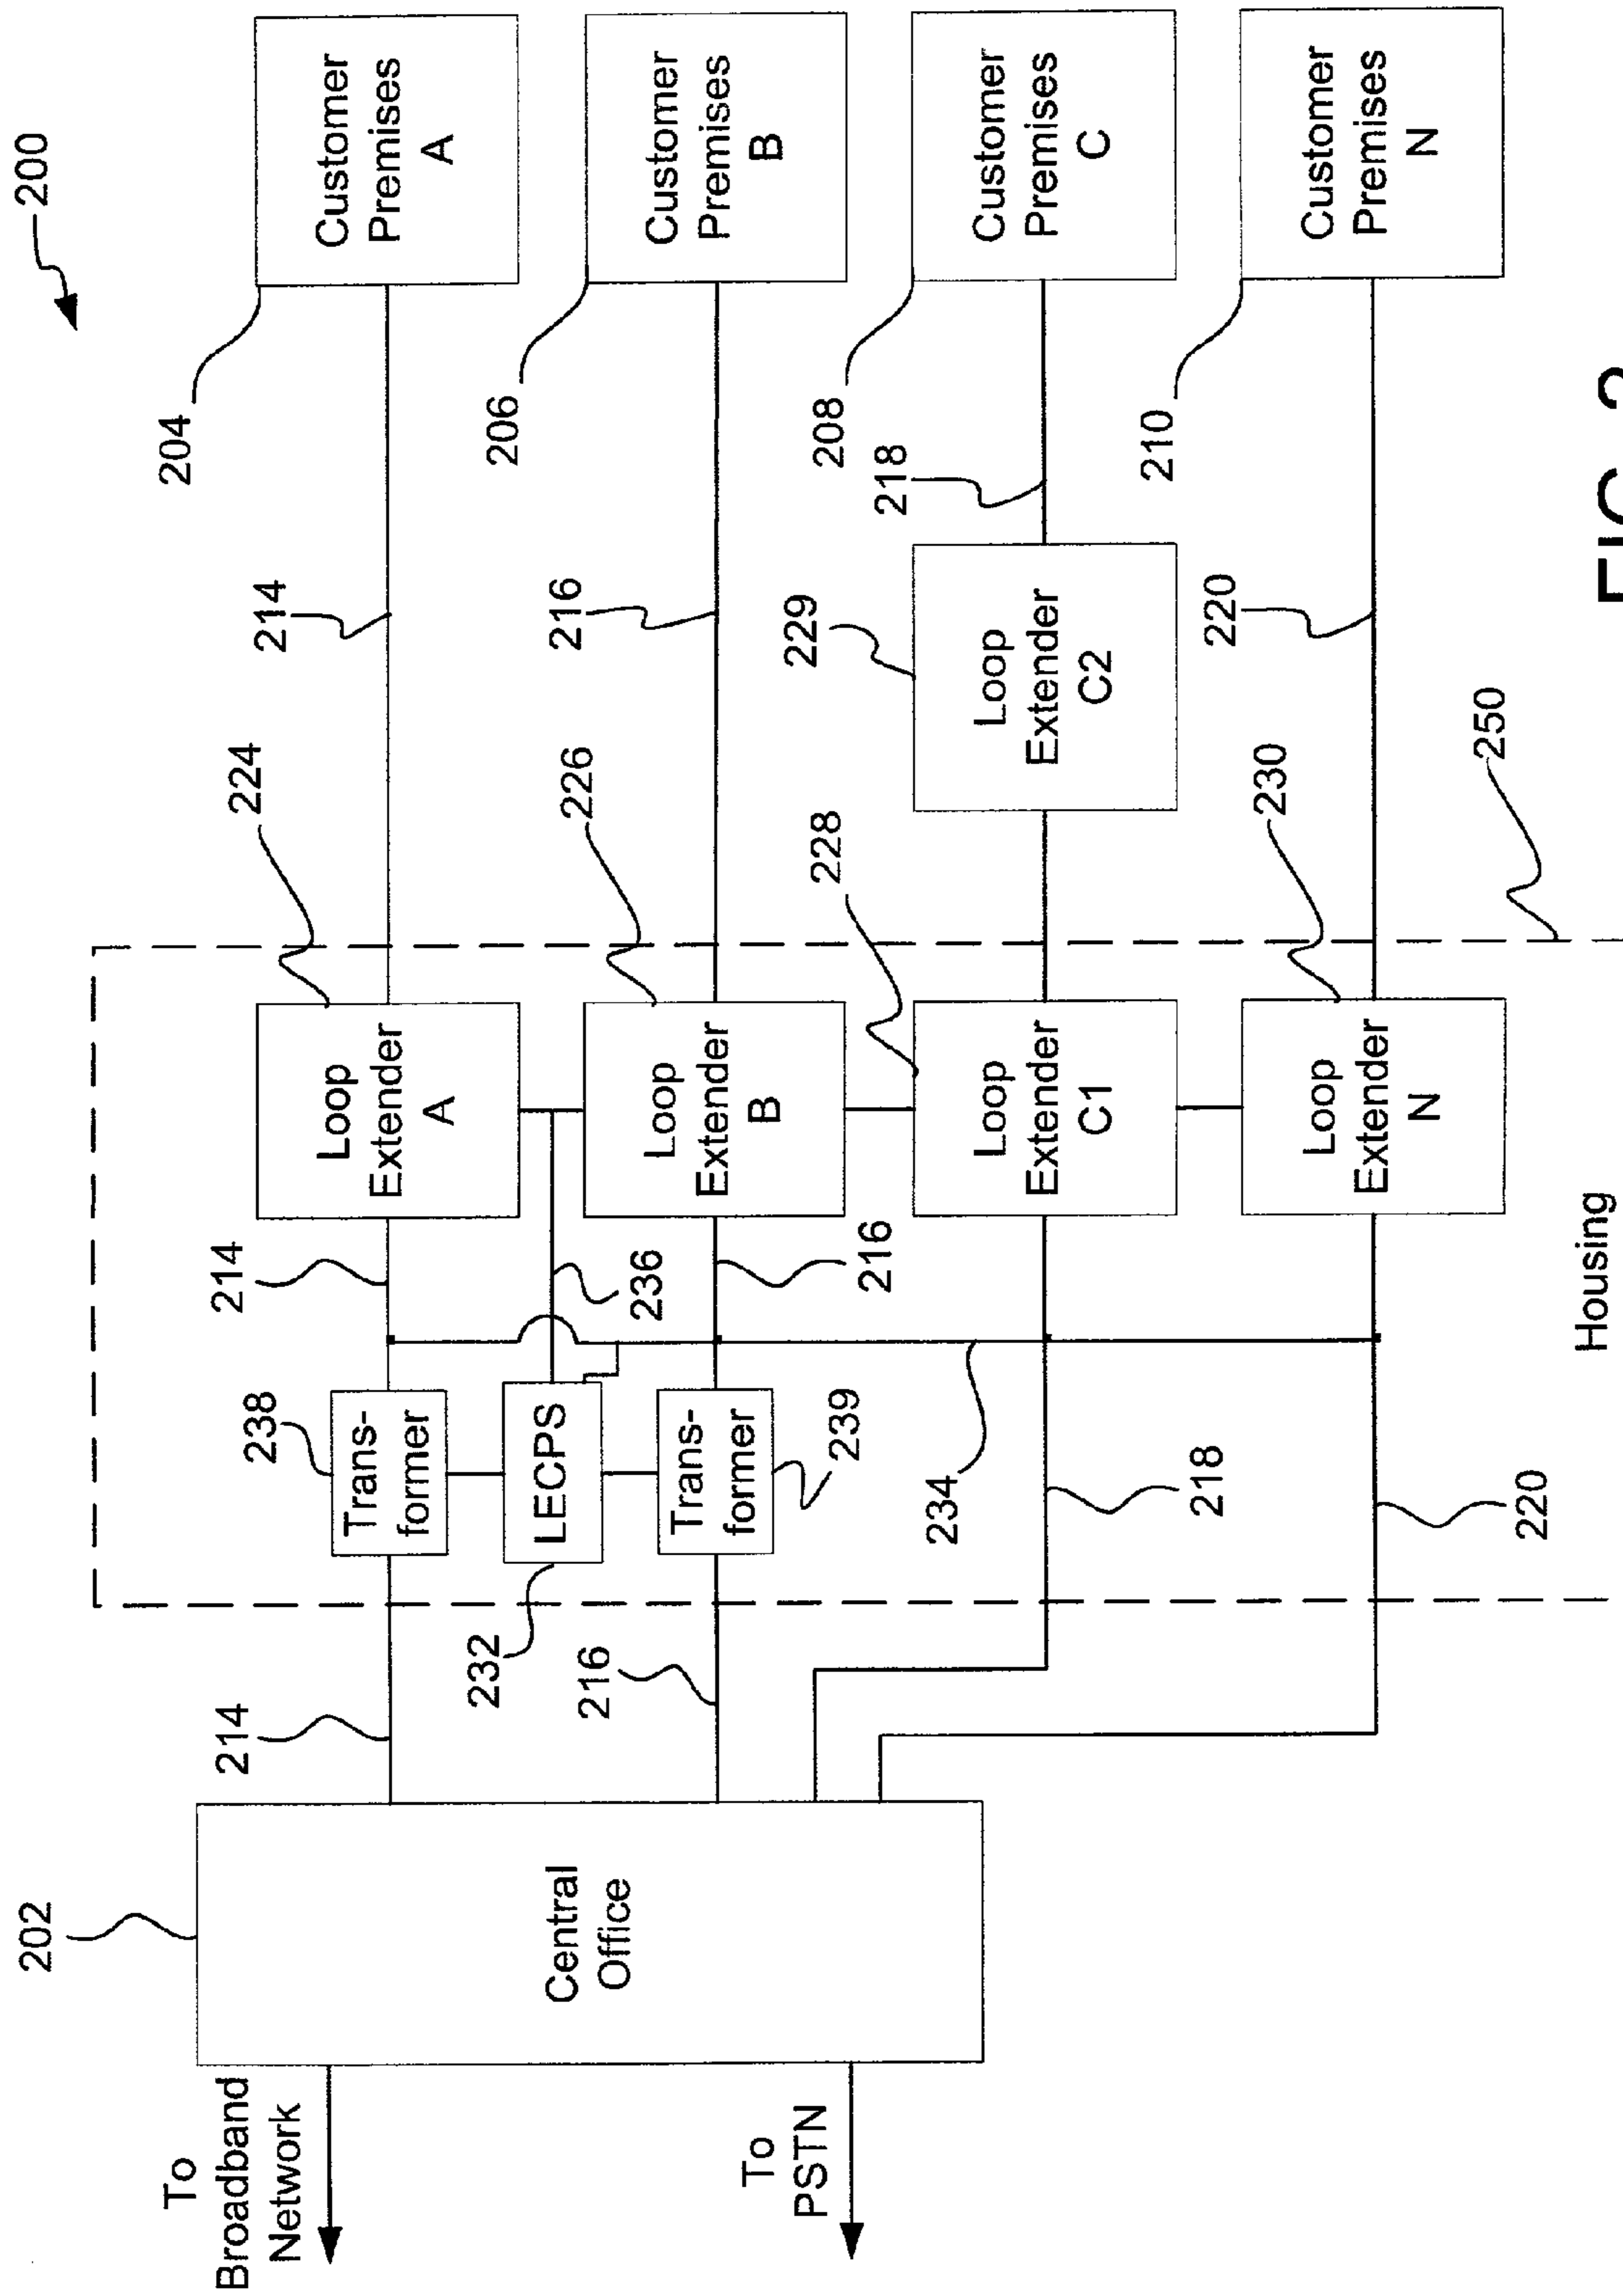 200
204
Customer
Premises
A
206
Customer
Premises
B
208
Customer
Premises
C
210
Customer
Premises
N
214
216
218
220
229
Loop
Extender
C2
224
226
228
230
250
Loop
Extender
A
Loop
Extender
B
Loop
Extender
C1
Loop
Extender
N
214
236
216
238
Trans-
former
LECPS
Trans-
former
239
234
218
220
232
214
216
Housing
202
Central
Office
To
Broadband
Network
To
PSTN
FIG.